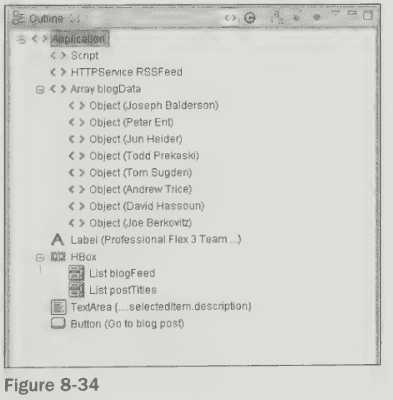 Outline
Application
Script
HTTPService RSSFeed
Array blogData
Object (Joseph Balderson)
Object (Peter Ent)
Object (Jun Heider)
Object (Todd Prekaski)
Object (Tom Sugden)
Object (Andrew Trice)
Object (David Hassoun)
Object (Joe Berkovitz)
Label (Professional Flex 3 Team ...)
HBox
List blogFeed
List postTitles
TextArea {....selectedItem.description}
Button (Go to blog post)
Figure 8-34